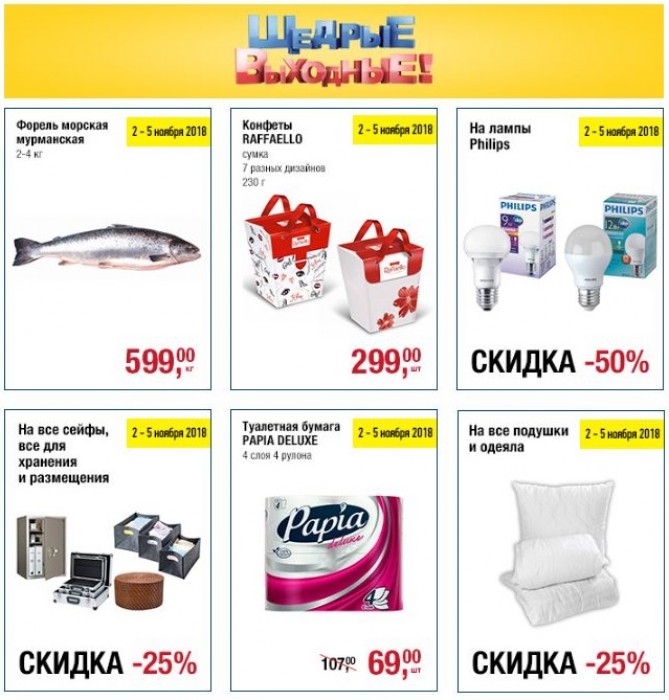 ЩЕДРЫЕ
ВЫХОДНЫЕ!
Форель морская
мурманская
2-4 кг
2 - 5 ноября 2018
599,00
кг
Конфеты
RAFFAELLO
сумка
7 разных дизайнов
230 г
2 - 5 ноября 2018
Raffaello
299,00
шт
На лампы
Philips
2 - 5 ноября 2018
PHILIPS
PHILIPS
СКИДКА -50%
На все сейфы,
все для
хранения
и размещения
2 - 5 ноября 2018
СКИДКА -25%
Туалетная бумага
PAPIA DELUXE
4 слоя 4 рулона
2 - 5 ноября 2018
Papia
deluxe
4
107,00
69,00
шт
На все подушки
и одеяла
2 - 5 ноября 2018
СКИДКА -25%